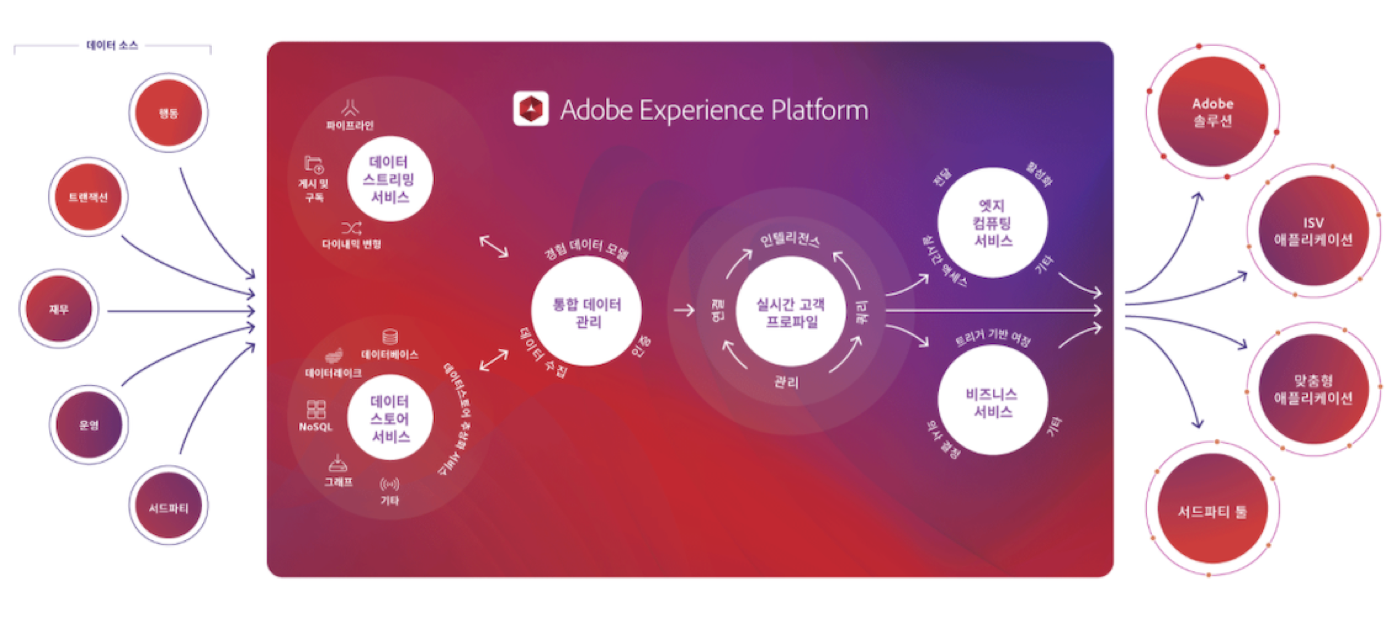 데이터 소스
행동
트랜잭션
재무
운영
서드파티
Adobe Experience Platform
파이프라인
게시 및
구독
다이내믹 변형
데이터
스트리밍
서비스
데이터베이스
데이터레이크
NoSQL
그래프
기타
데이터스토어 추상화 서비스
데이터
스토어
서비스
경험 데이터 모델
데이터 수집
인증
통합 데이터
관리
인텔리전스
연결
쿼리
관리
실시간 고객
프로파일
전달
활성화
실시간 액세스
기타
엣지
컴퓨팅
서비스
트리거 기반 여정
의사 결정
기타
비즈니스
서비스
Adobe
솔루션
ISV
애플리케이션
맞춤형
애플리케이션
서드파티 툴